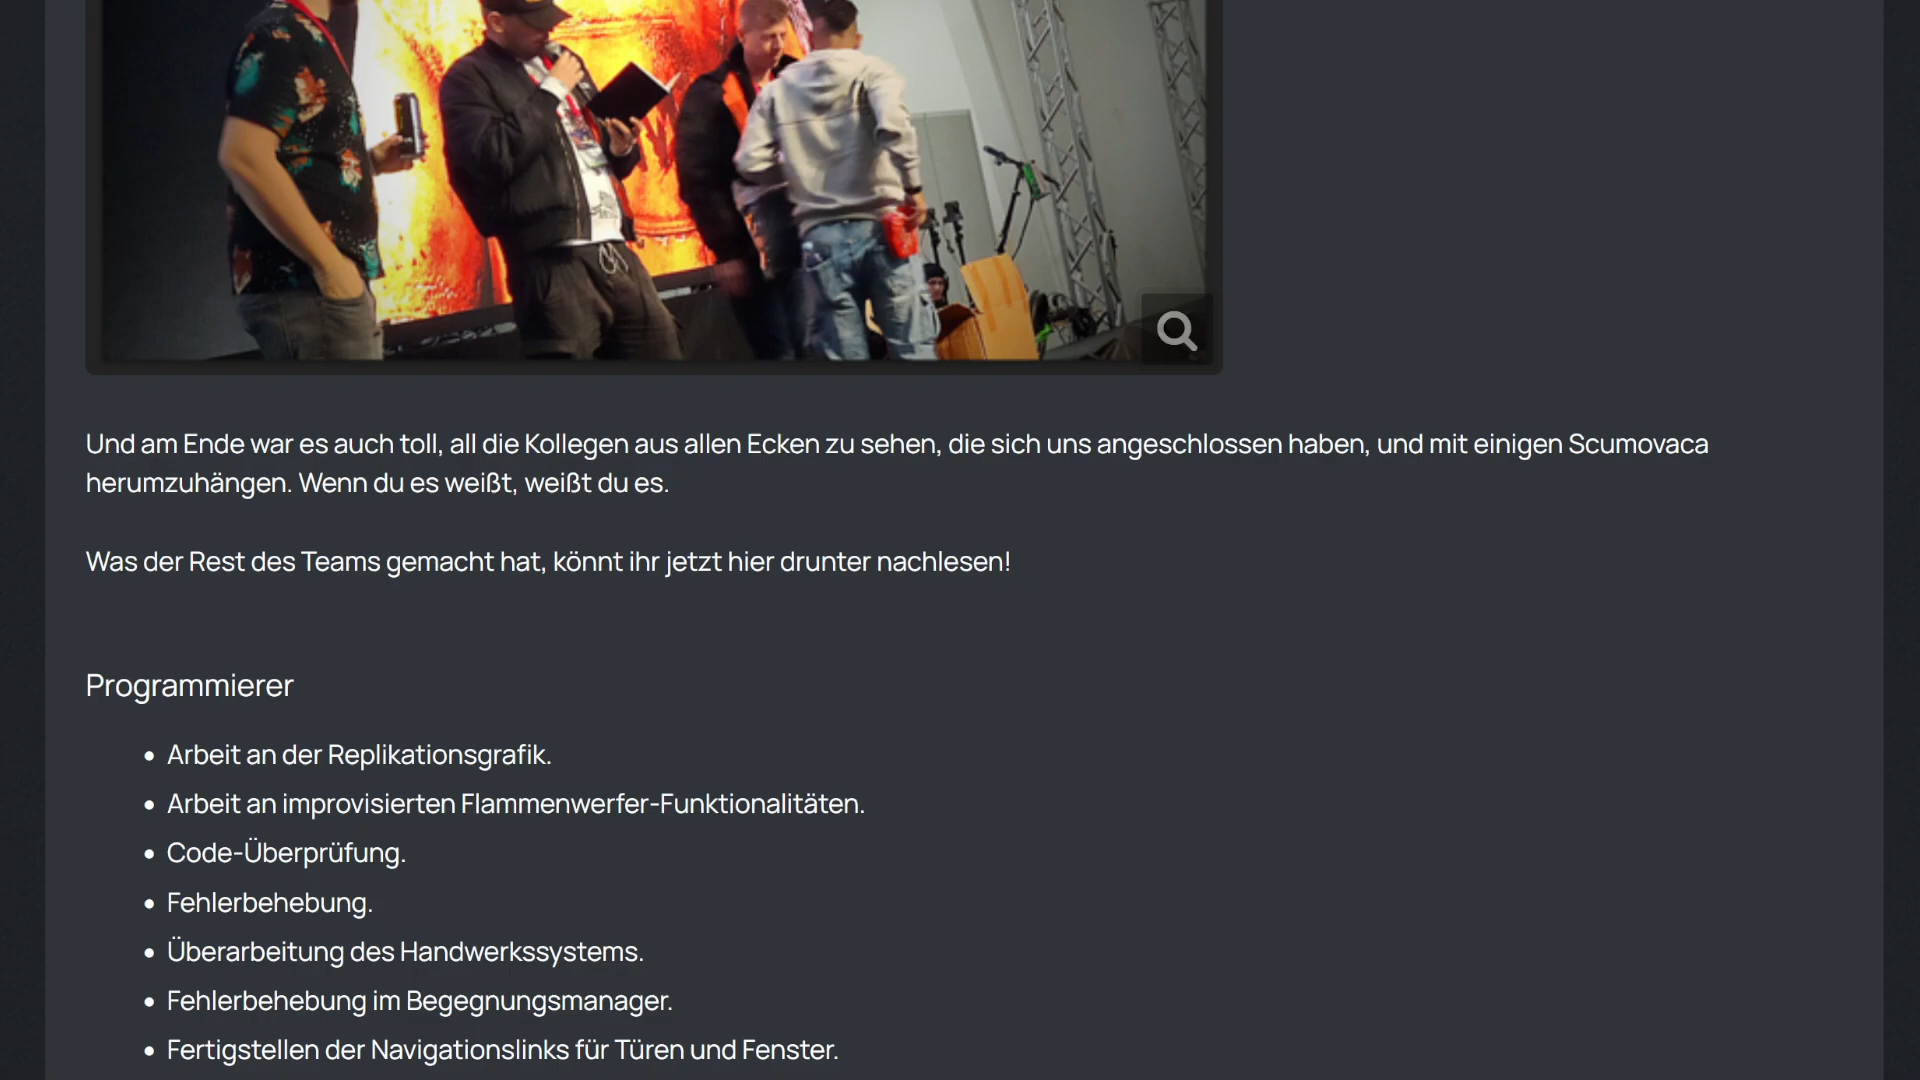 Und am Ende war es auch toll, all die Kollegen aus allen Ecken zu sehen, die sich uns angeschlossen haben, und mit einigen Scumovaca
herumzuhängen. Wenn du es weißt, weißt du es.
Was der Rest des Teams gemacht hat, könnt ihr jetzt hier drunter nachlesen!
Programmierer
• Arbeit an der Replikationsgrafik.
• Arbeit an improvisierten Flammenwerfer-Funktionalitäten.
• Code-Überprüfung.
• Fehlerbehebung.
• Überarbeitung des Handwerkssystems.
• Fehlerbehebung im Begegnungsmanager.
• Fertigstellen der Navigationslinks für Türen und Fenster.